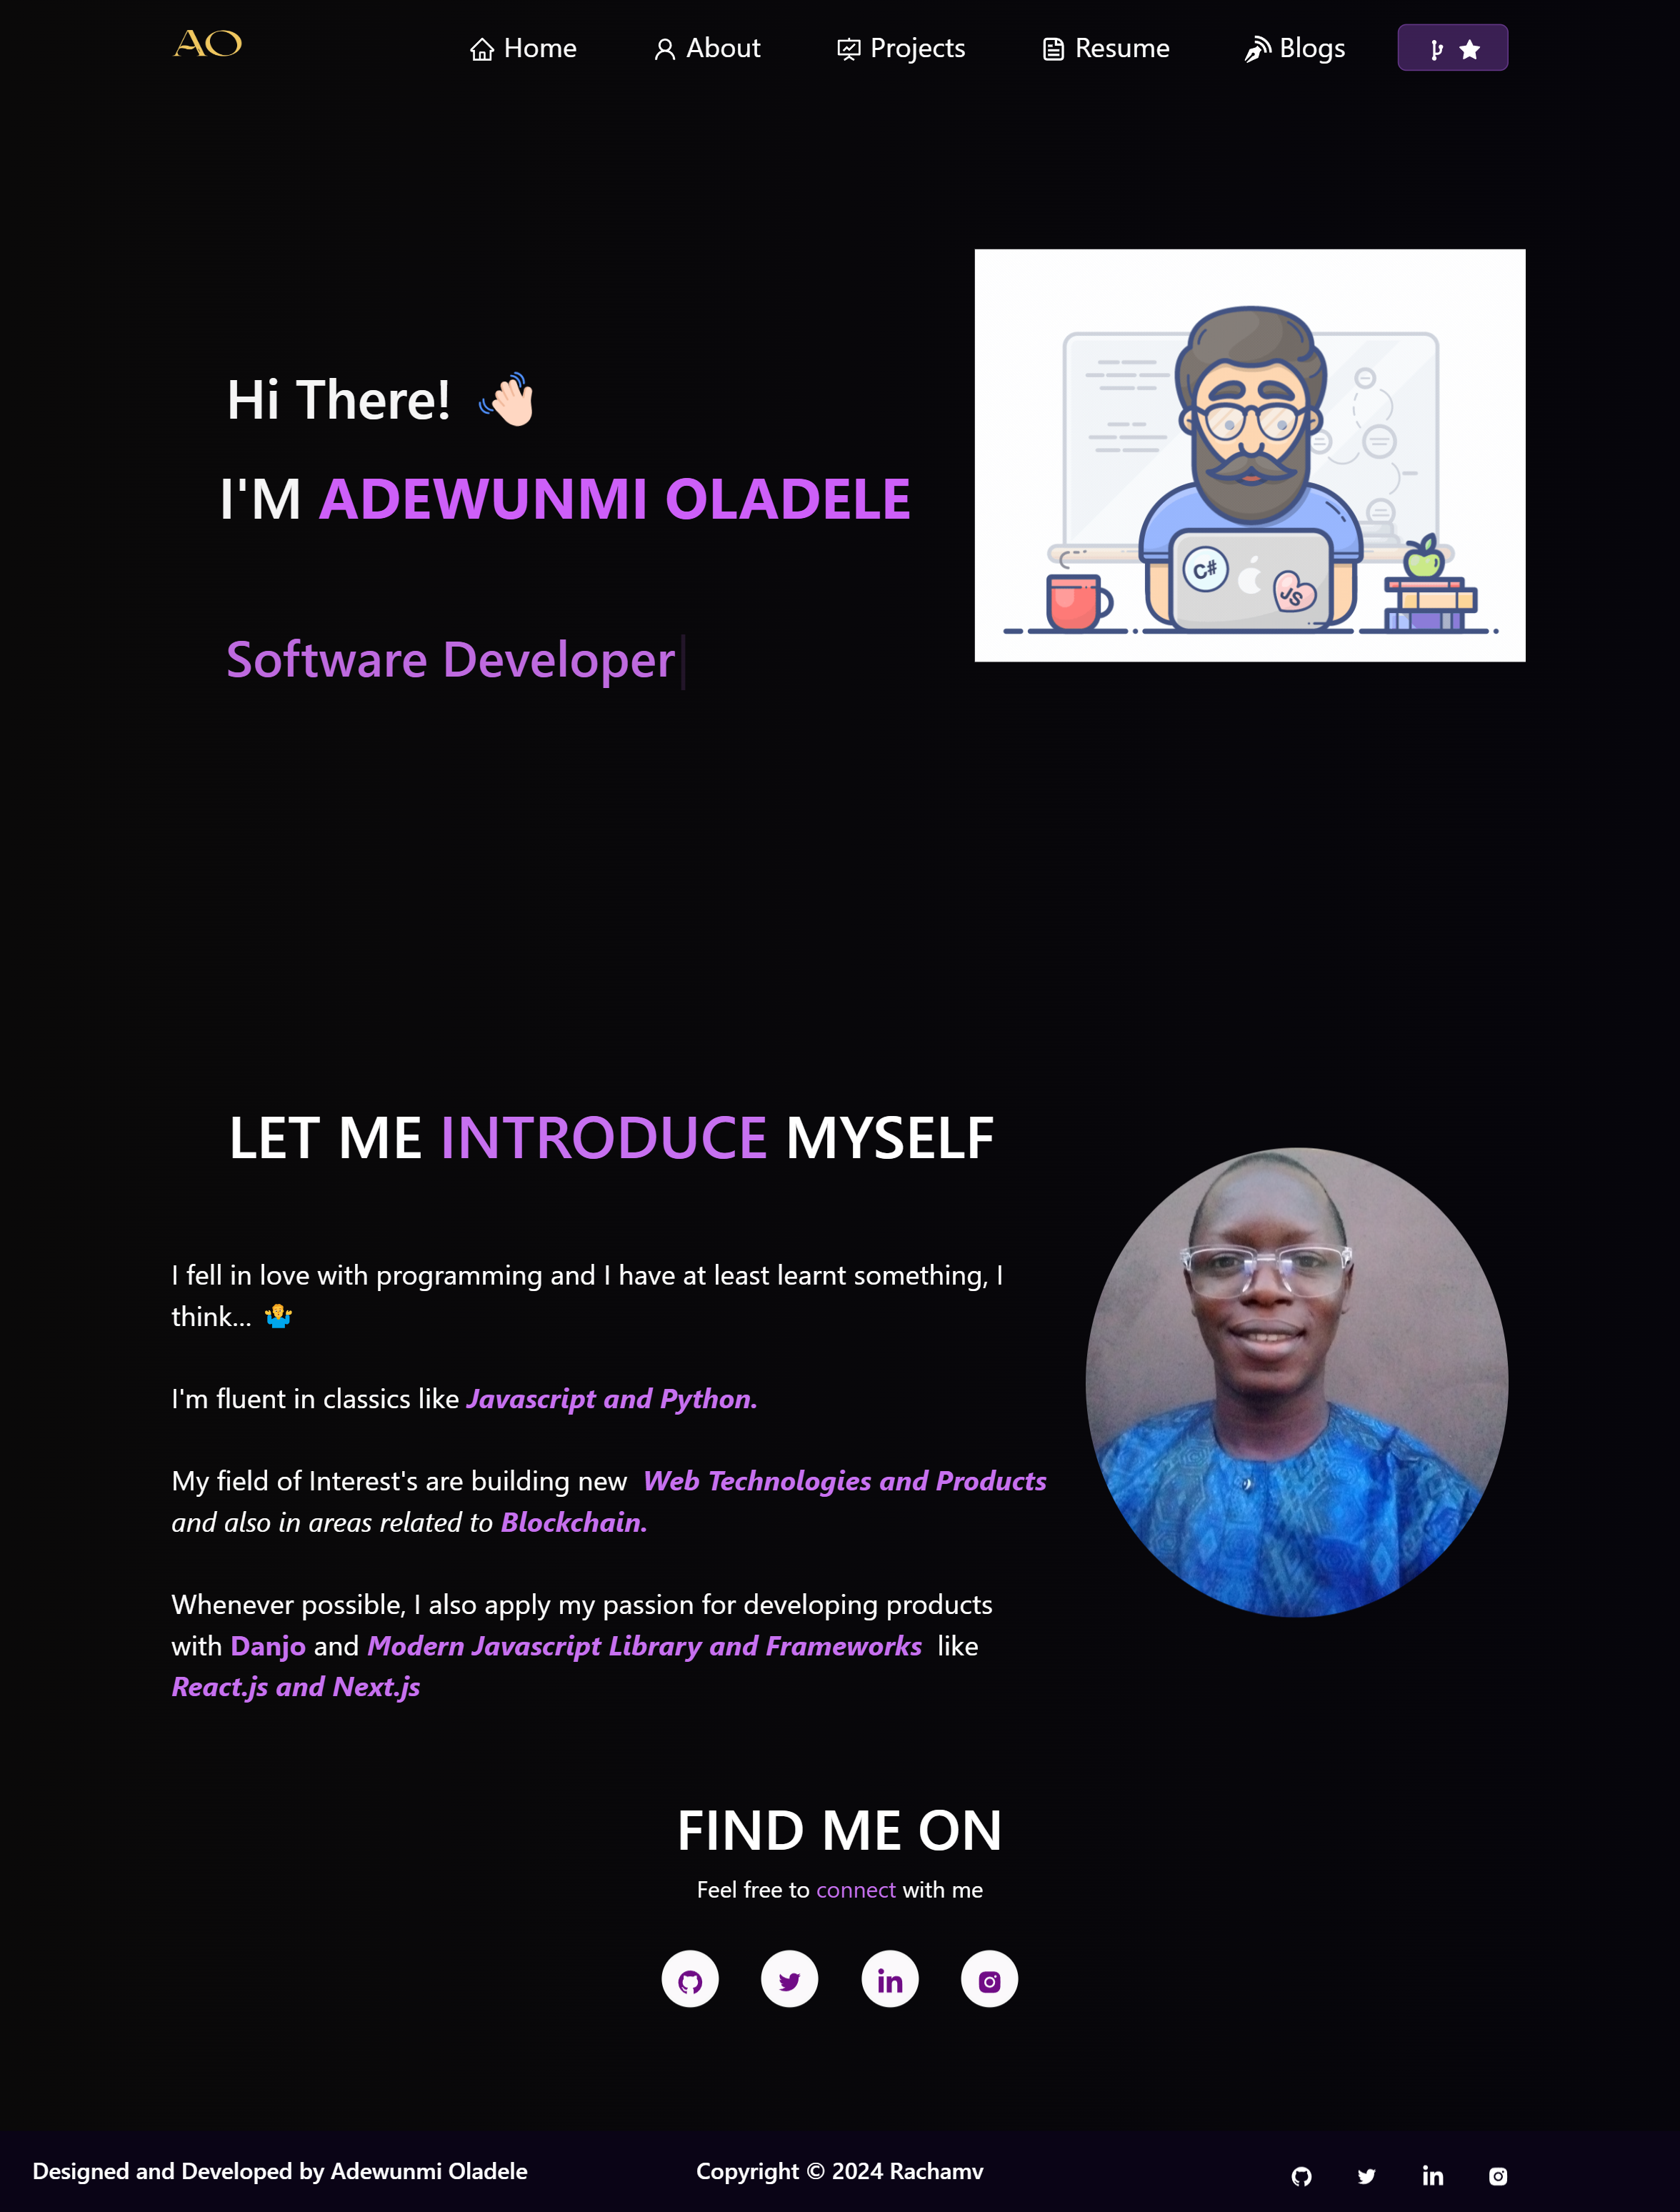 AO
Home
About
Projects
Resume
Blogs
Hi There! 👋🏻
I'M ADEWUNMI OLADELE
Software Developer
C#
JS
LET ME INTRODUCE MYSELF
I fell in love with programming and I have at least learnt something, I
think... 🤷‍♂️
I'm fluent in classics like Javascript and Python.
My field of Interest's are building new Web Technologies and Products
and also in areas related to Blockchain.
Whenever possible, I also apply my passion for developing products
with Danjo and Modern Javascript Library and Frameworks like
React.js and Next.js
FIND ME ON
Feel free to connect with me
in
Designed and Developed by Adewunmi Oladele
Copyright © 2024 Rachamv
in